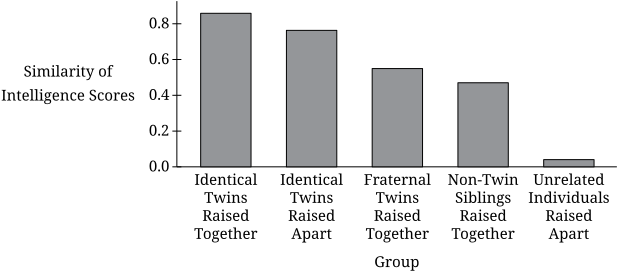 Similarity of
Intelligence Scores
0.8
0.6
0.4
0.2
0.0
Identical
Twins
Raised
Together
Identical
Twins
Raised
Apart
Fraternal
Twins
Raised
Together
Non-Twin
Siblings
Raised
Together
Unrelated
Individuals
Raised
Apart
Group